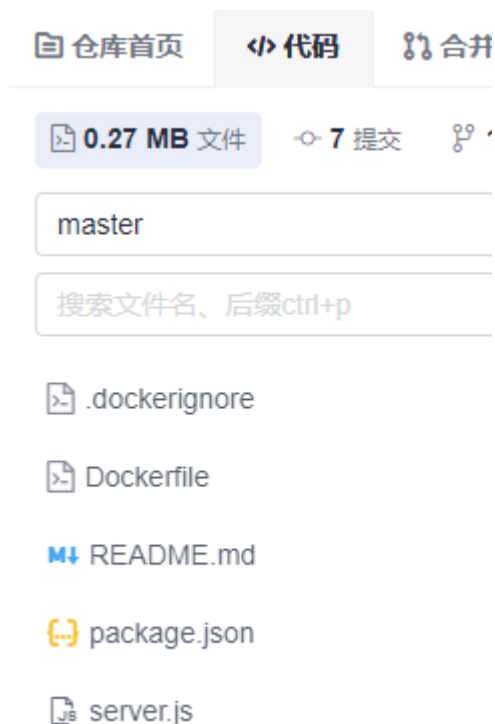 仓库首页 </> 代码 合并
0.27 MB 文件 7 提交 1
master
搜索文件名、后缀ctrl+p
.dockerignore
Dockerfile
README.md
package.json
server.js